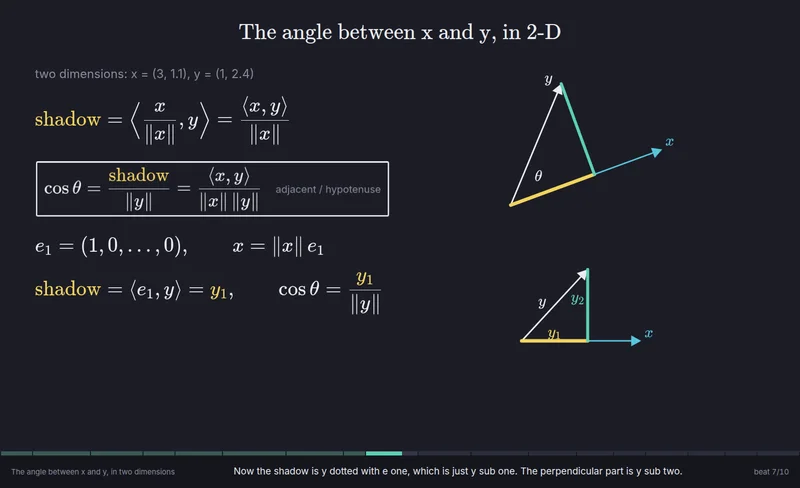 The angle between x and y, in 2-D
two dimensions: x = (3, 1.1), y = (1, 2.4)
shadow = ⟨x/‖x‖, y⟩ = ⟨x, y⟩/‖x‖
cos θ = shadow/‖y‖ = ⟨x, y⟩/(‖x‖ ‖y‖) adjacent / hypotenuse
e₁ = (1, 0, …, 0), x = ‖x‖ e₁
shadow = ⟨e₁, y⟩ = y₁, cos θ = y₁/‖y‖
y
x
θ
y
y₂
y₁
x
The angle between x and y, in two dimensions
Now the shadow is y dotted with e one, which is just y sub one. The perpendicular part is y sub two.
beat 7/10